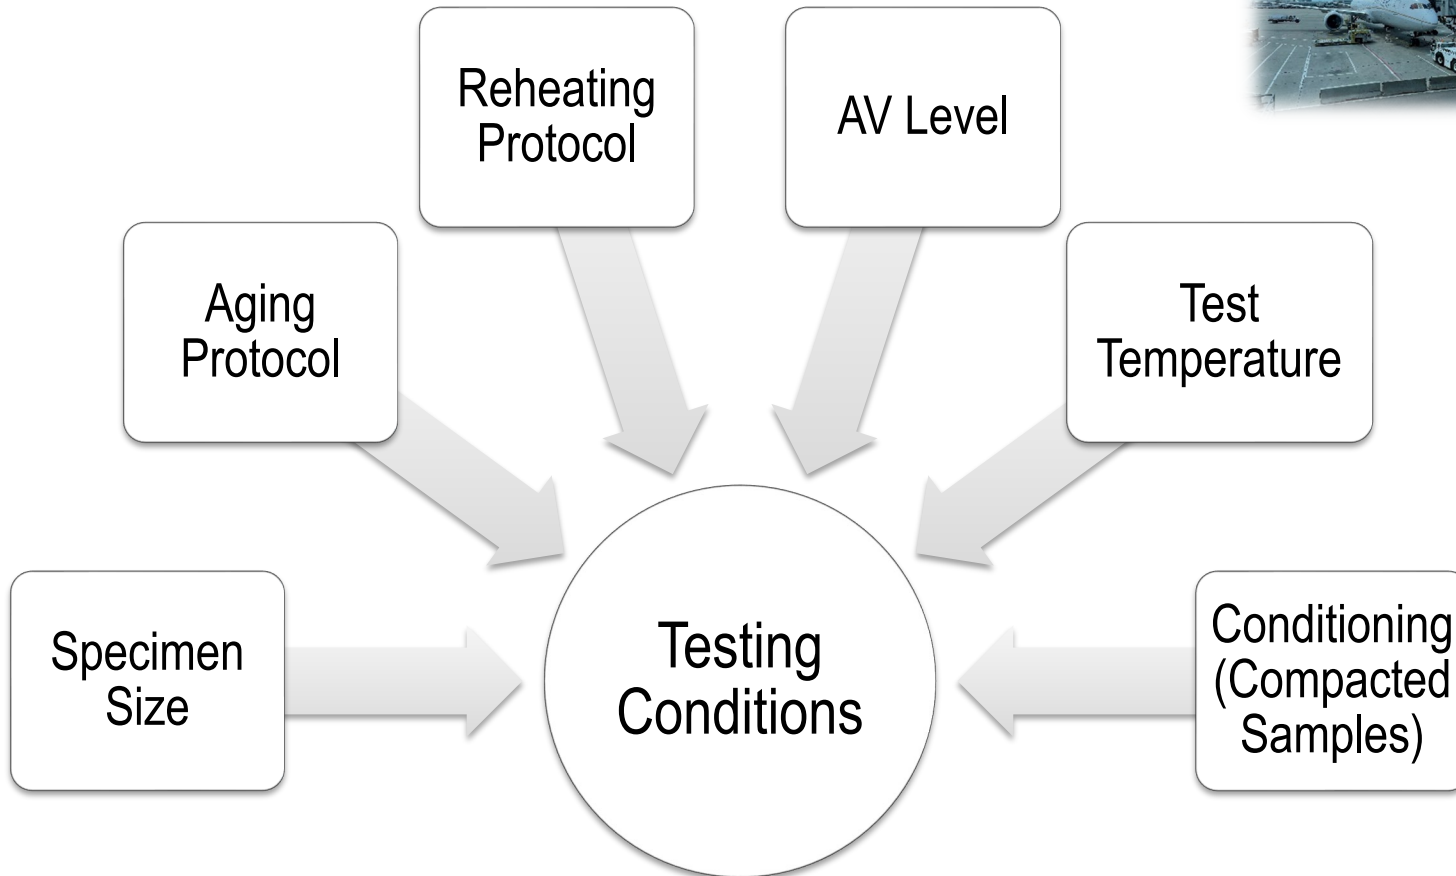 Reheating
Protocol
AV Level
Aging
Protocol
Test
Temperature
Specimen
Size
Testing
Conditions
Conditioning
(Compacted
Samples)